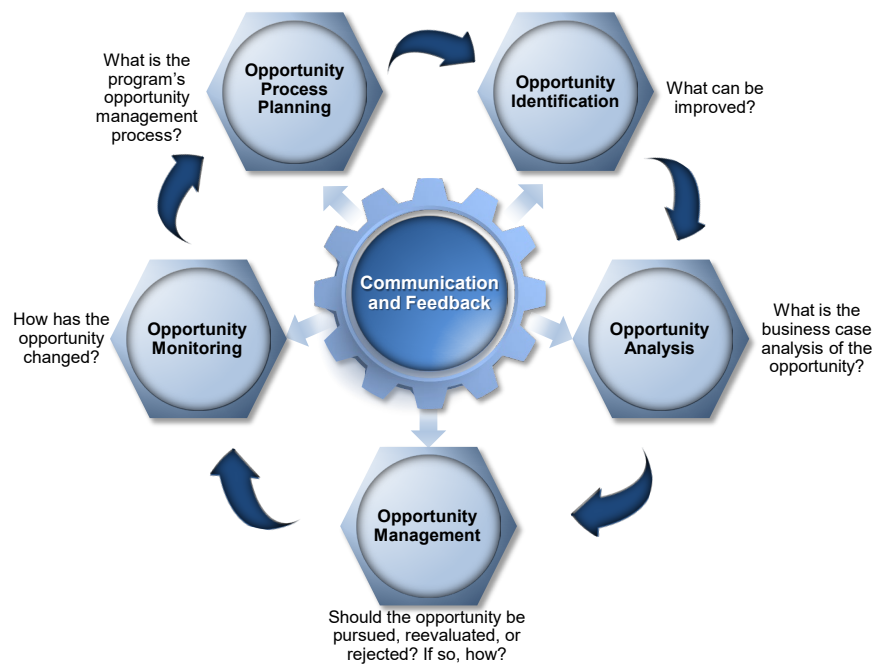 What is the
program's
opportunity
management
process?
Opportunity
Process
Planning
Opportunity
Identification
What can be
improved?
Communication
and Feedback
How has the
opportunity
changed?
Opportunity
Monitoring
Opportunity
Analysis
What is the
business case
analysis of the
opportunity?
Opportunity
Management
Should the opportunity be
pursued, reevaluated, or
rejected? If so, how?